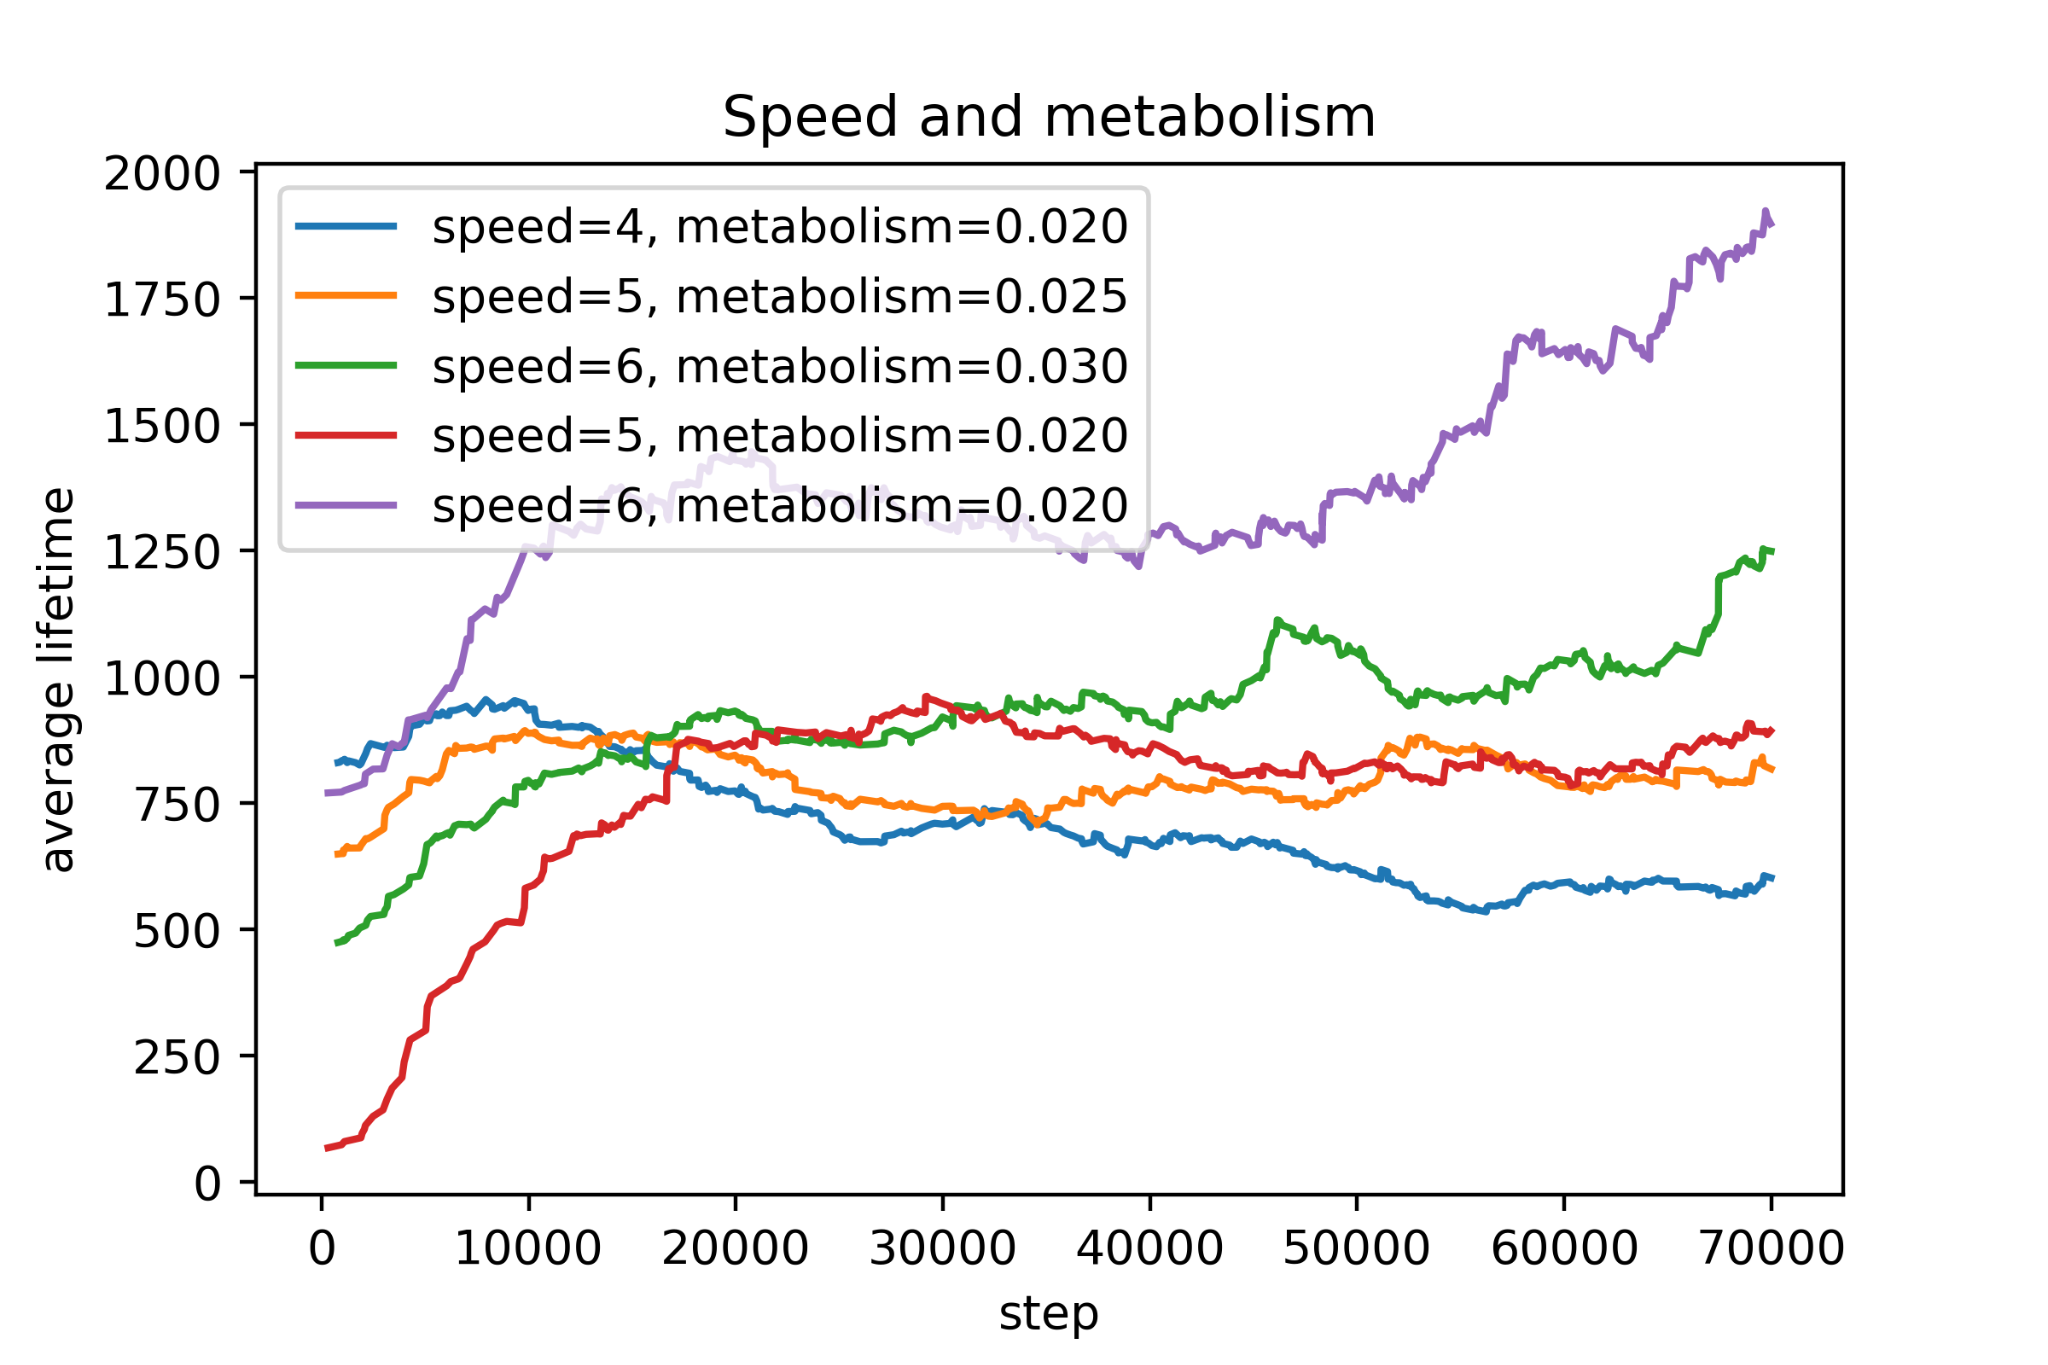 Speed and metabolism
2000
1750
1500
1250
1000
750
500
250
0
average lifetime
speed=4, metabolism=0.020
speed=5, metabolism=0.025
speed=6, metabolism=0.030
speed=5, metabolism=0.020
speed=6, metabolism=0.020
0 10000 20000 30000 40000 50000 60000 70000
step